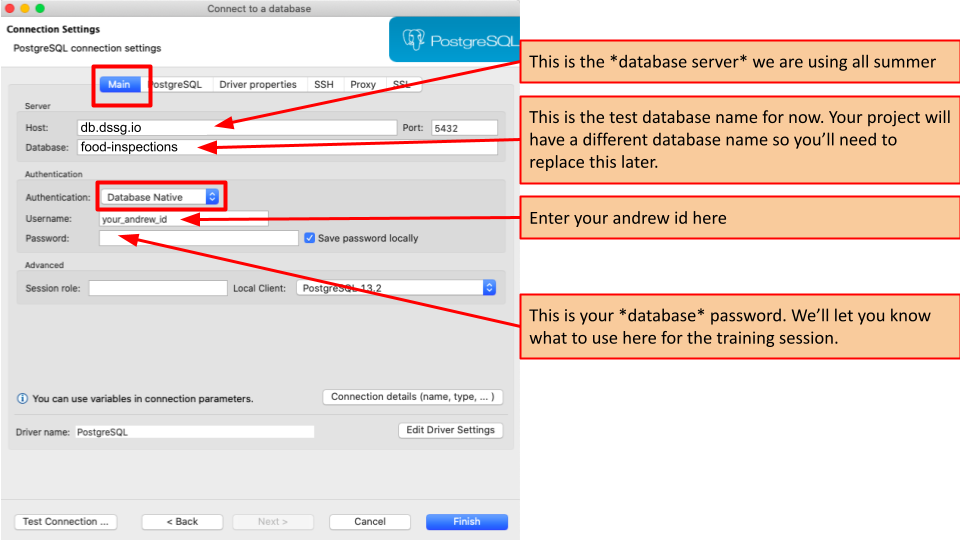 Connect to a database
Connection Settings
PostgreSQL connection settings
PostgreSQL
Main PostgreSQL Driver properties SSH Proxy SSL
Server
Host: db.dssg.io Port: 5432
Database: food-inspections
Authentication
Authentication: Database Native
Username: your_andrew_id
Password: Save password locally
Advanced
Session role: Local Client: PostgreSQL 13.2
You can use variables in connection parameters. Connection details (name, type, ... )
Driver name: PostgreSQL Edit Driver Settings
Test Connection ... < Back Next > Cancel Finish
This is the *database server* we are using all summer
This is the test database name for now. Your project will
have a different database name so you’ll need to
replace this later.
Enter your andrew id here
This is your *database* password. We’ll let you know
what to use here for the training session.